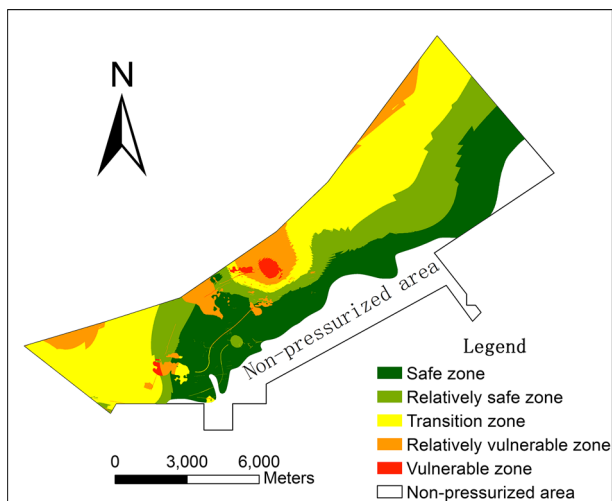 N
Non-pressurized area
Legend
Safe zone
Relatively safe zone
Transition zone
Relatively vulnerable zone
Vulnerable zone
Non-pressurized area
0 3,000 6,000
Meters